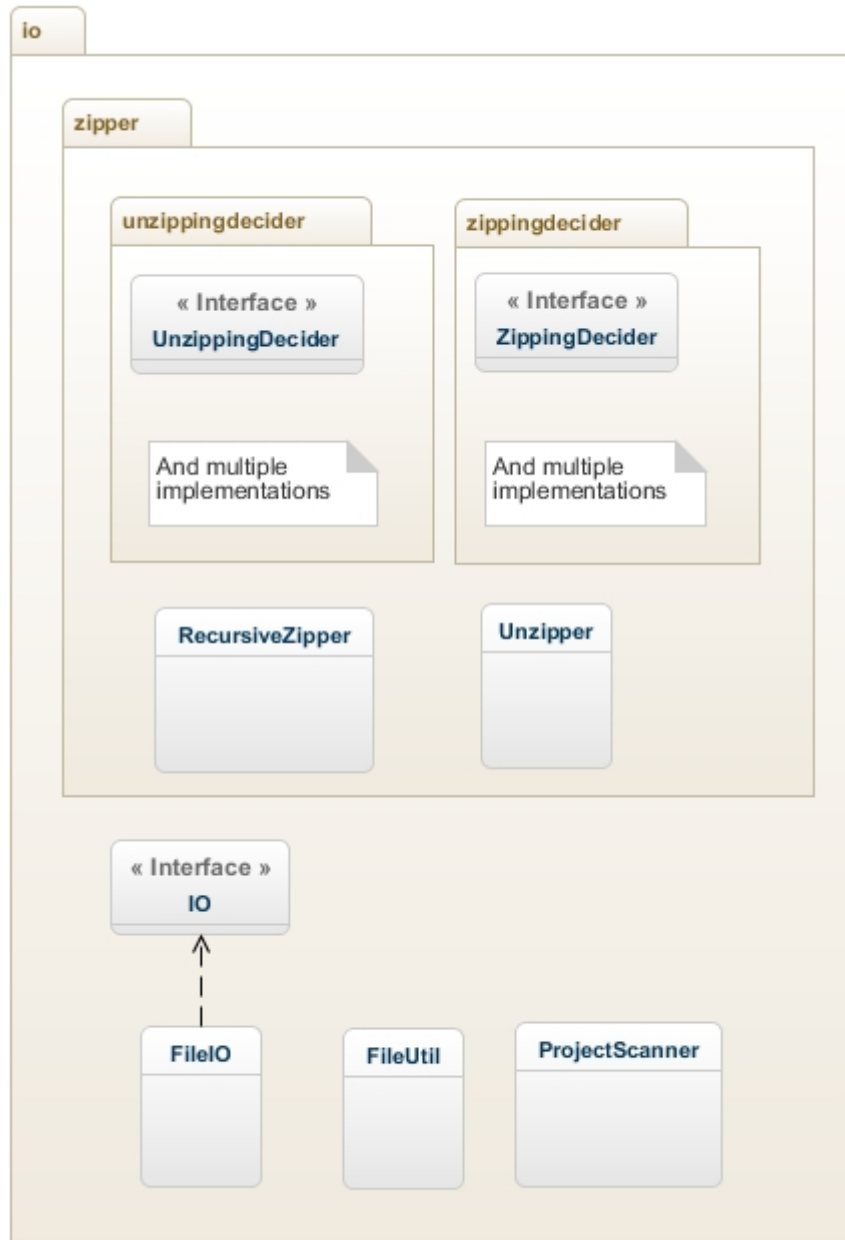 io
zipper
unzippingdecider
zippingdecider
« Interface »
UnzippingDecider
« Interface »
ZippingDecider
And multiple
implementations
And multiple
implementations
RecursiveZipper
Unzipper
« Interface »
IO
FileIO
FileUtil
ProjectScanner